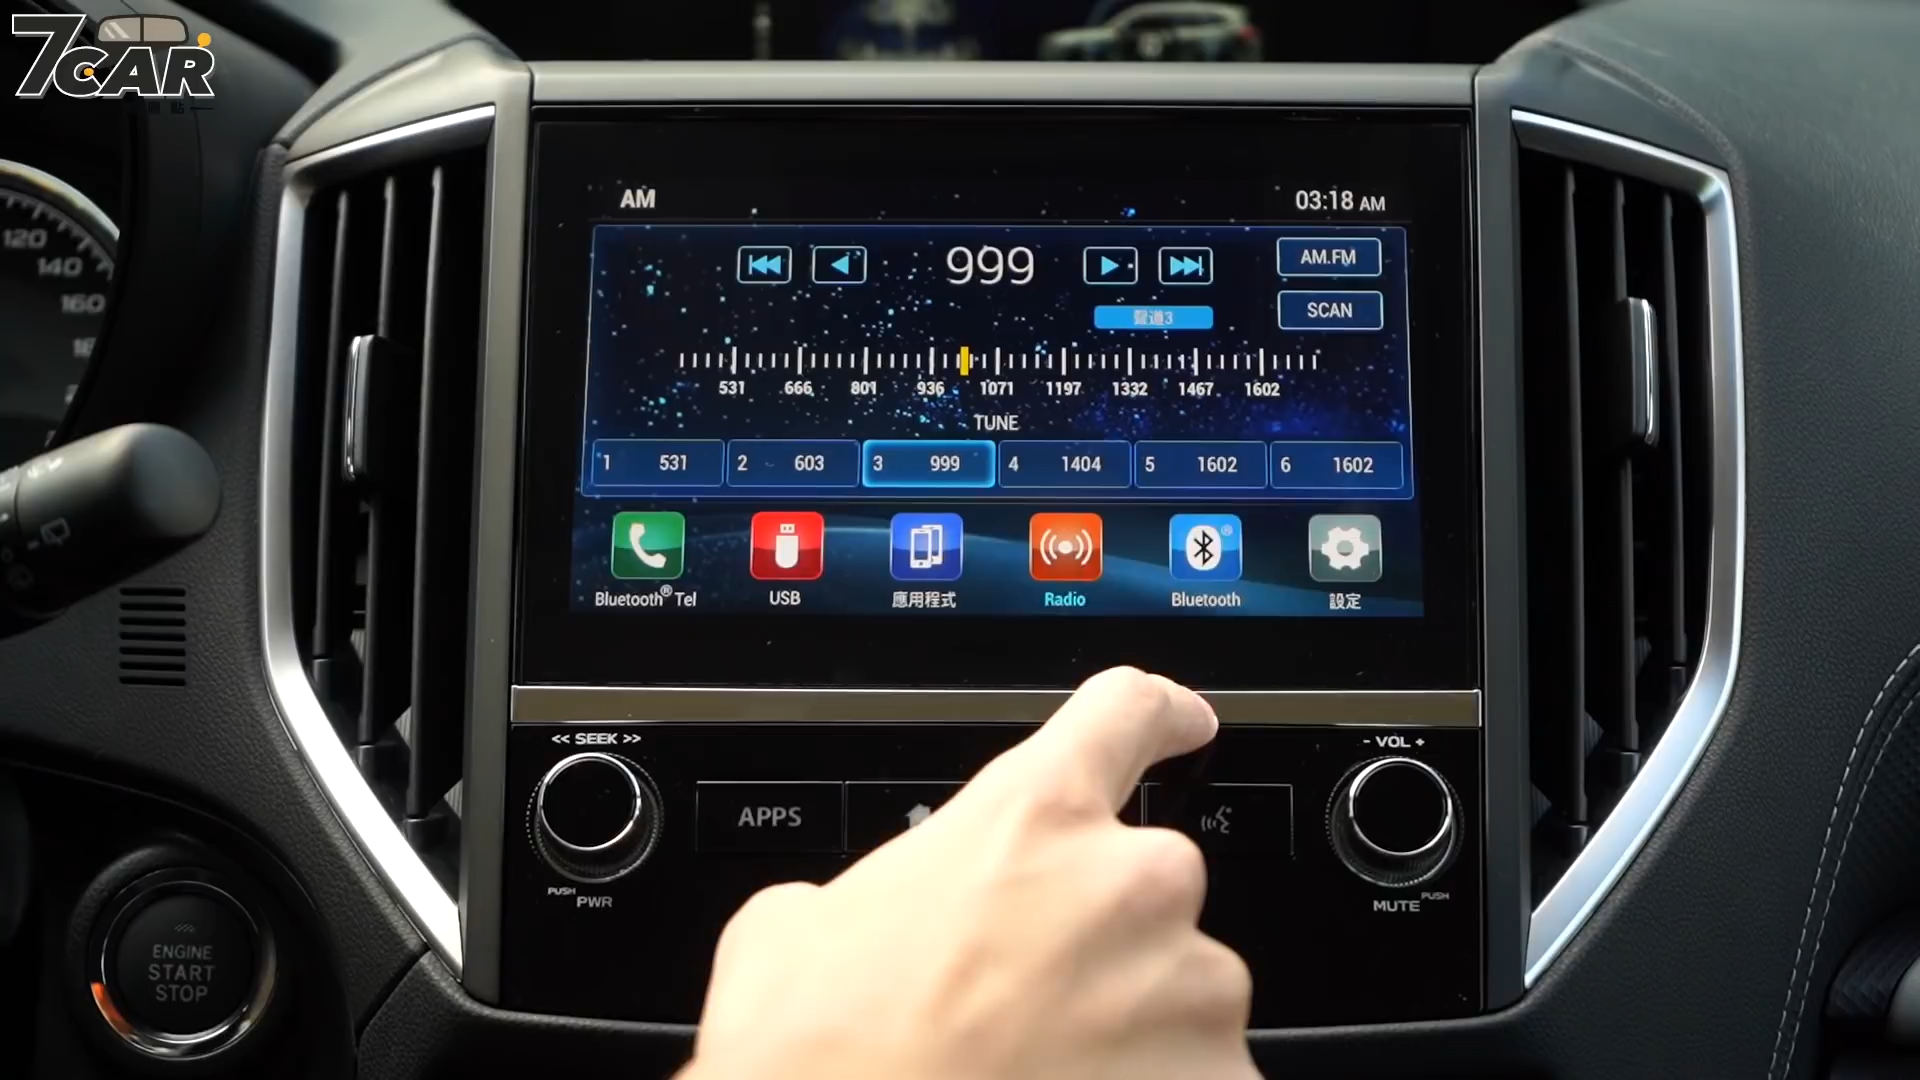 7CAR
AM
03:18 AM
999
AM.FM
聲道3
SCAN
531 666 801 936 1071 1197 1332 1467 1602
TUNE
1 531
2 603
3 999
4 1404
5 1602
6 1602
Bluetooth® Tel
USB
應用程式
Radio
Bluetooth
設定
<< SEEK >>
- VOL +
APPS
PUSH
PWR
MUTE
PUSH
120
140
160
ENGINE
START
STOP